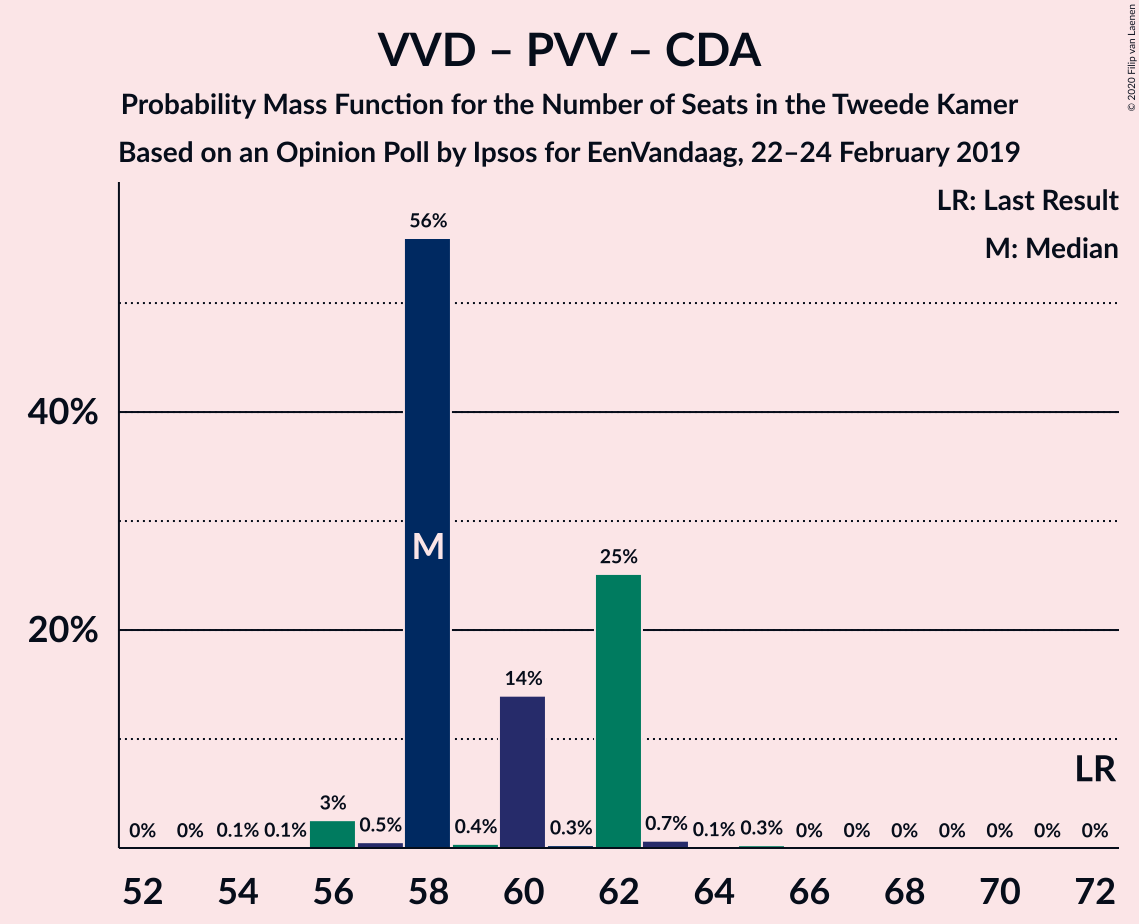 VVD – PVV – CDA
Probability Mass Function for the Number of Seats in the Tweede Kamer
Based on an Opinion Poll by Ipsos for EenVandaag, 22–24 February 2019
© 2020 Filip van Laenen
LR: Last Result
M: Median
56%
40%
M
25%
20%
14%
LR
0% 0% 0.1% 0.1% 3% 0.5% 0.4% 0.3% 0.7% 0.1% 0.3% 0% 0% 0% 0% 0% 0% 0%
52 54 56 58 60 62 64 66 68 70 72